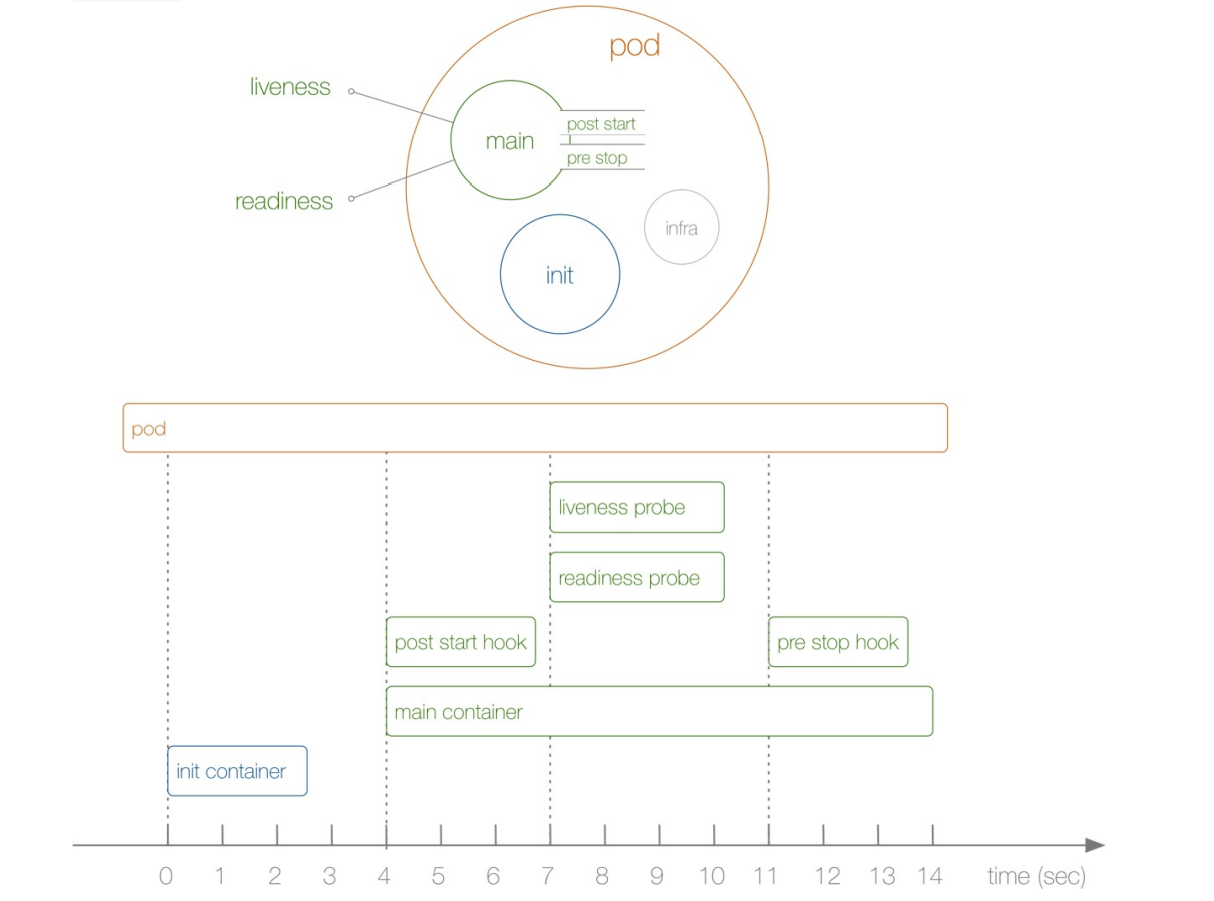 pod
liveness
main
post start
pre stop
readiness
infra
init
pod
liveness probe
readiness probe
post start hook
pre stop hook
main container
init container
0 1 2 3 4 5 6 7 8 9 10 11 12 13 14 time (sec)